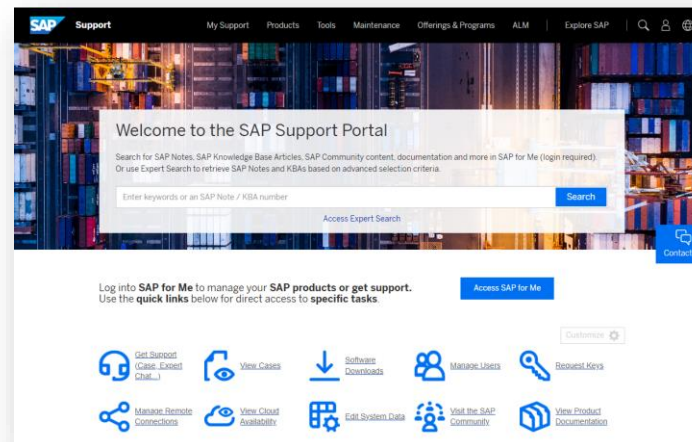 SAP Support My Support Products Tools Maintenance Offerings & Programs ALM Explore SAP
Welcome to the SAP Support Portal
Search for SAP Notes, SAP Knowledge Base Articles, SAP Community content, documentation and more in SAP for Me (login required).
Or use Expert Search to retrieve SAP Notes and KBAs based on advanced selection criteria.
Enter keywords or an SAP Note / KBA number Search
Access Expert Search
Contact
Log into SAP for Me to manage your SAP products or get support.
Use the quick links below for direct access to specific tasks.
Access SAP for Me
Customize
Get Support
(Case, Expert
Chat...)
View Cases
Software
Downloads
Manage Users
Request Keys
Manage Remote
Connections
View Cloud
Availability
Edit System Data
Visit the SAP
Community
View Product
Documentation